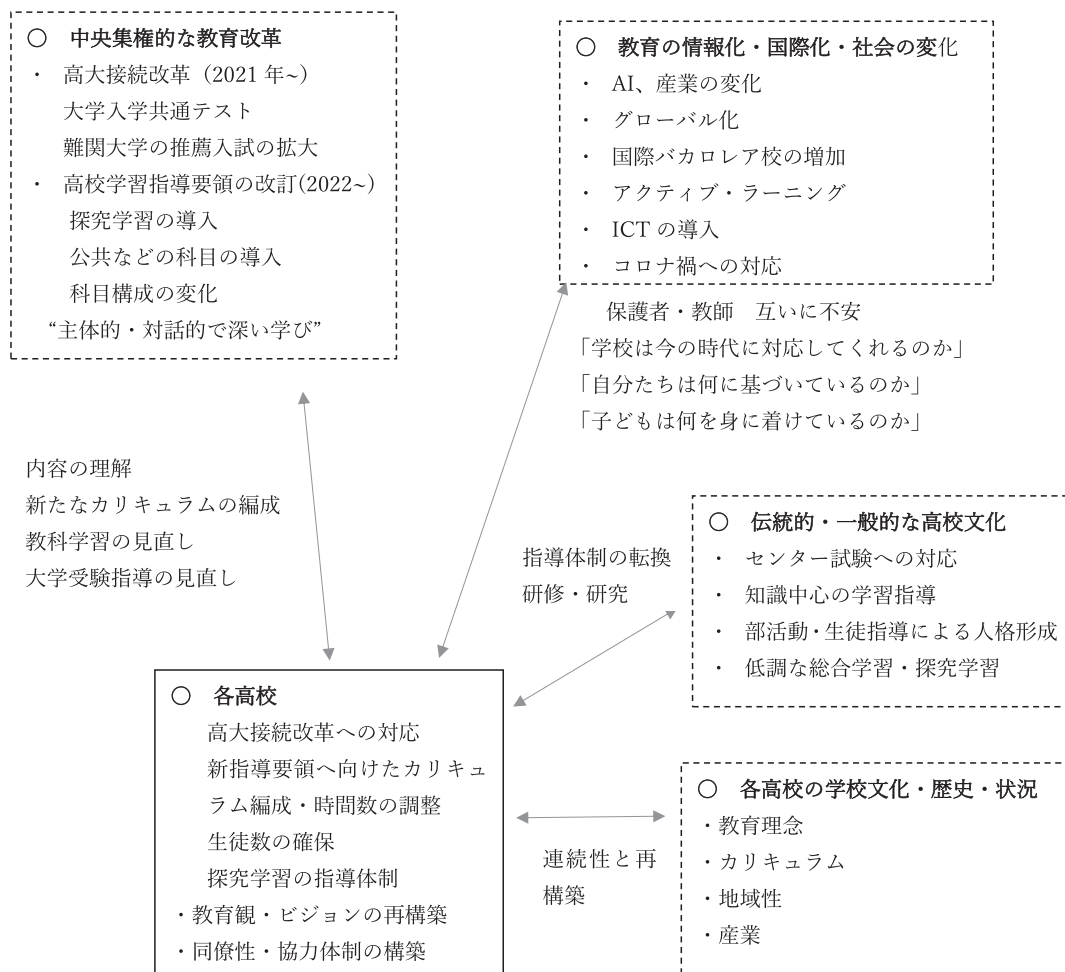 ○ 中央集権的な教育改革
・ 高大接続改革（2021 年~）
大学入学共通テスト
難関大学の推薦入試の拡大
・ 高校学習指導要領の改訂(2022~)
探究学習の導入
公共などの科目の導入
科目構成の変化
“主体的・対話的で深い学び”
○ 教育の情報化・国際化・社会の変化
・ AI、産業の変化
・ グローバル化
・ 国際バカロレア校の増加
・ アクティブ・ラーニング
・ ICT の導入
・ コロナ禍への対応
保護者・教師　互いに不安
「学校は今の時代に対応してくれるのか」
「自分たちは何に基づいているのか」
「子どもは何を身に着けているのか」
内容の理解
新たなカリキュラムの編成
教科学習の見直し
大学受験指導の見直し
指導体制の転換
研修・研究
○ 伝統的・一般的な高校文化
・ センター試験への対応
・ 知識中心の学習指導
・ 部活動・生徒指導による人格形成
・ 低調な総合学習・探究学習
○ 各高校
高大接続改革への対応
新指導要領へ向けたカリキュ
ラム編成・時間数の調整
生徒数の確保
探究学習の指導体制
・教育観・ビジョンの再構築
・同僚性・協力体制の構築
連続性と再
構築
○ 各高校の学校文化・歴史・状況
・教育理念
・カリキュラム
・地域性
・産業